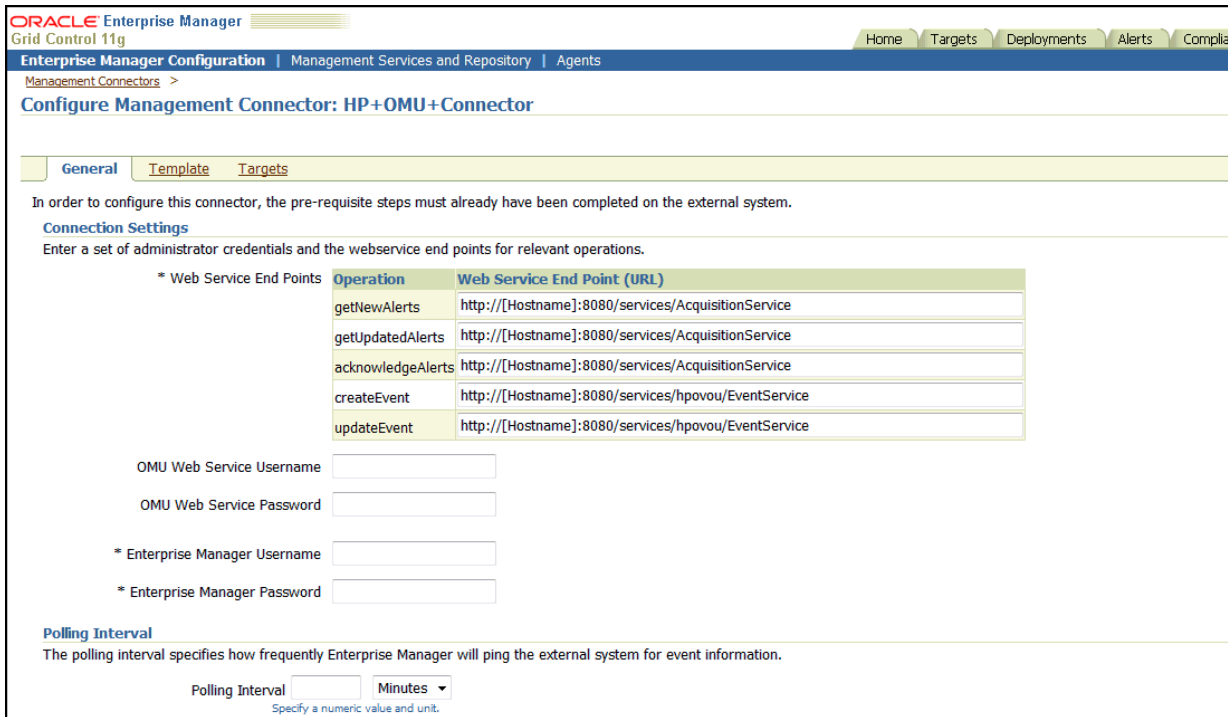 ORACLE Enterprise Manager
Grid Control 11g
Home Targets Deployments Alerts
Enterprise Manager Configuration | Management Services and Repository | Agents
Management Connectors >
Configure Management Connector: HP+OMU+Connector
General Template Targets
In order to configure this connector, the pre-requisite steps must already have been completed on the external system.
Connection Settings
Enter a set of administrator credentials and the webservice end points for relevant operations.
* Web Service End Points Operation Web Service End Point (URL)
getNewAlerts http://[Hostname]:8080/services/AcquisitionService
getUpdatedAlerts http://[Hostname]:8080/services/AcquisitionService
acknowledgeAlerts http://[Hostname]:8080/services/AcquisitionService
createEvent http://[Hostname]:8080/services/hpovou/EventService
updateEvent http://[Hostname]:8080/services/hpovou/EventService
OMU Web Service Username
OMU Web Service Password
* Enterprise Manager Username
* Enterprise Manager Password
Polling Interval
The polling interval specifies how frequently Enterprise Manager will ping the external system for event information.
Polling Interval Minutes
Specify a numeric value and unit.